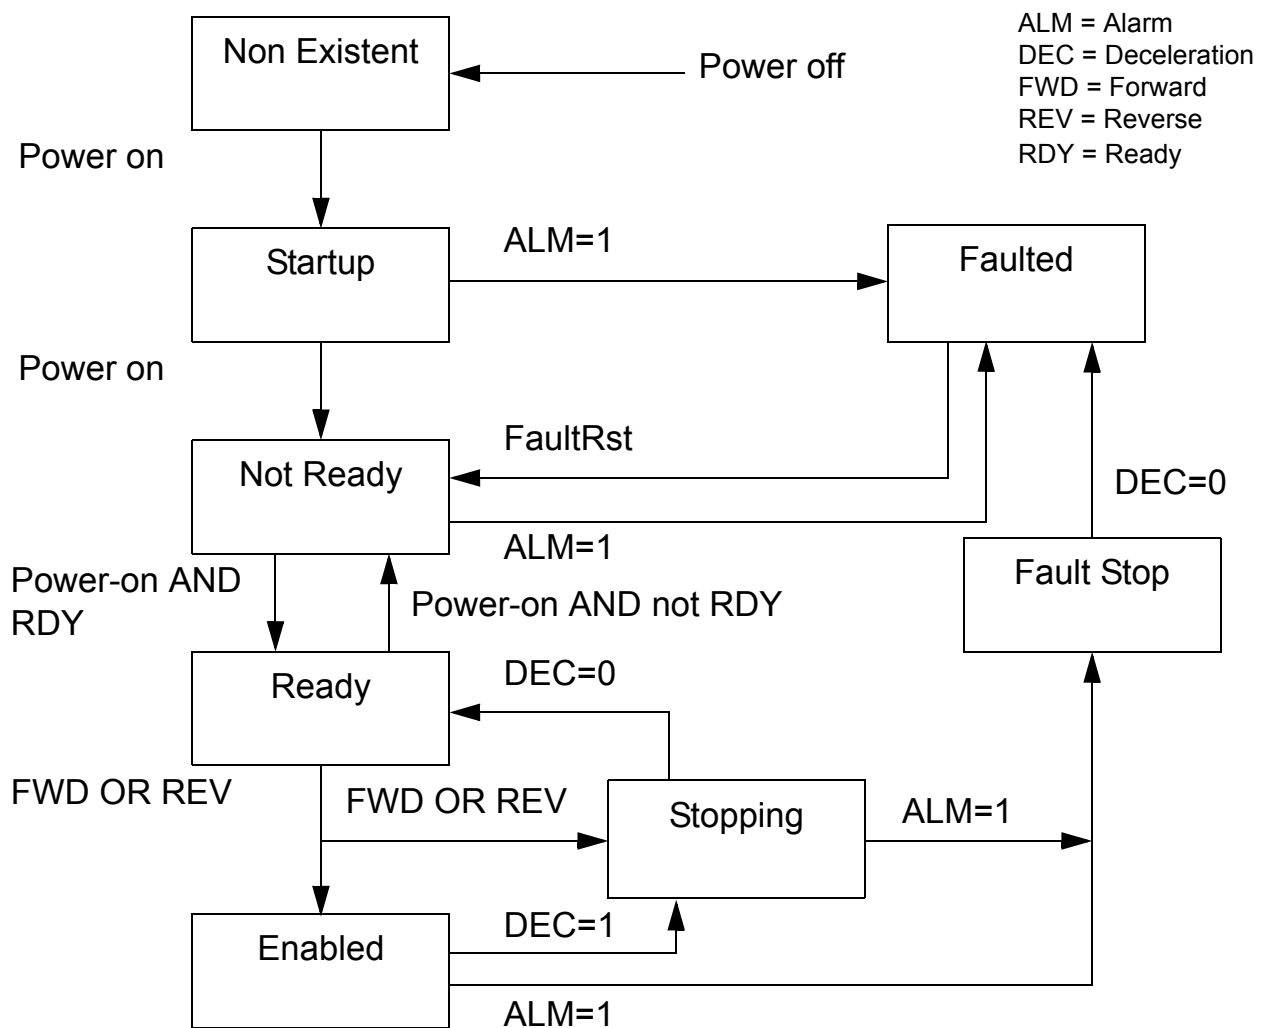 Non Existent
Power off
ALM = Alarm
DEC = Deceleration
FWD = Forward
REV = Reverse
RDY = Ready
Power on
Startup
ALM=1
Faulted
Power on
FaultRst
Not Ready
ALM=1
DEC=0
Fault Stop
Power-on AND
RDY
Power-on AND not RDY
Ready
DEC=0
FWD OR REV
FWD OR REV
Stopping
ALM=1
Enabled
DEC=1
ALM=1